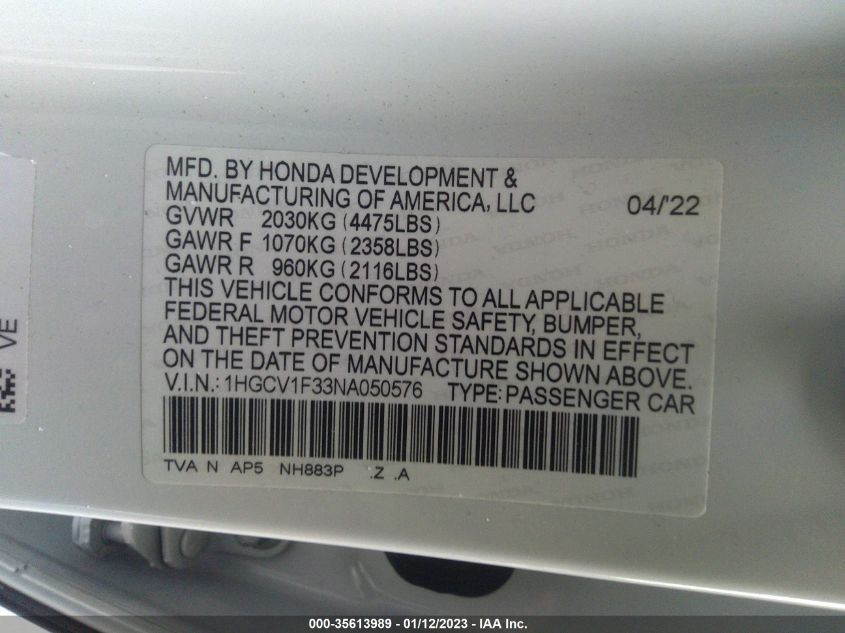 MFD. BY HONDA DEVELOPMENT &
MANUFACTURING OF AMERICA, LLC 04/'22
GVWR 2030KG (4475LBS)
GAWR F 1070KG (2358LBS)
GAWR R 960KG (2116LBS)
THIS VEHICLE CONFORMS TO ALL APPLICABLE
FEDERAL MOTOR VEHICLE SAFETY, BUMPER,
AND THEFT PREVENTION STANDARDS IN EFFECT
ON THE DATE OF MANUFACTURE SHOWN ABOVE.
V.I.N.: 1HGCV1F33NA050576 TYPE: PASSENGER CAR
TVA N AP5 NH883P .Z .A
VE
000-35613989 - 01/12/2023 - IAA Inc.